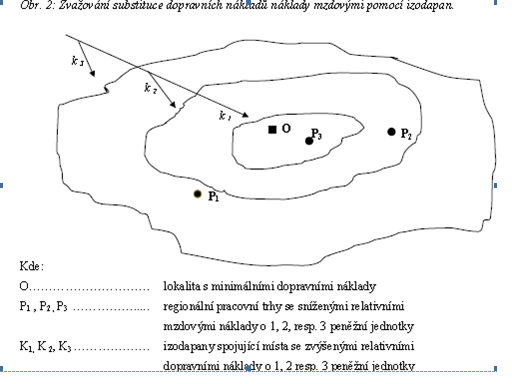 Obr. 2: Zvažování substituce dopravních nákladů náklady mzdovými pomocí izodapan.
k 3
k 2
k 1
O
P3
P2
P1
Kde:
O............................ lokalita s minimálními dopravními náklady
P1 , P2, P3 .................... regionální pracovní trhy se sníženými relativními
mzdovými náklady o 1, 2, resp. 3 peněžní jednotky
K1, K 2, K3 .................. izodapany spojující místa se zvýšenými relativními
dopravními náklady o 1, 2 resp. 3 peněžní jednotky